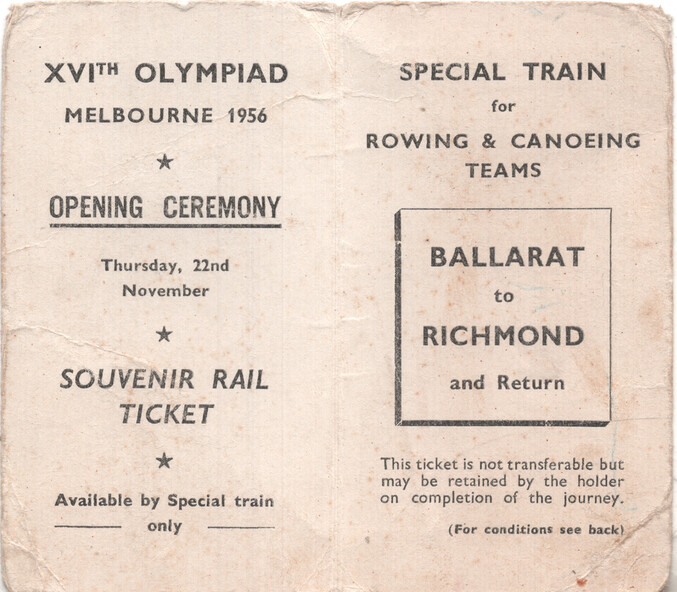 XVITH OLYMPIAD
MELBOURNE 1956
OPENING CEREMONY
Thursday, 22nd
November
SOUVENIR RAIL
TICKET
Available by Special train
only
SPECIAL TRAIN
for
ROWING & CANOEING
TEAMS
BALLARAT
to
RICHMOND
and Return
This ticket is not transferable but
may be retained by the holder
on completion of the journey.
(For conditions see back)